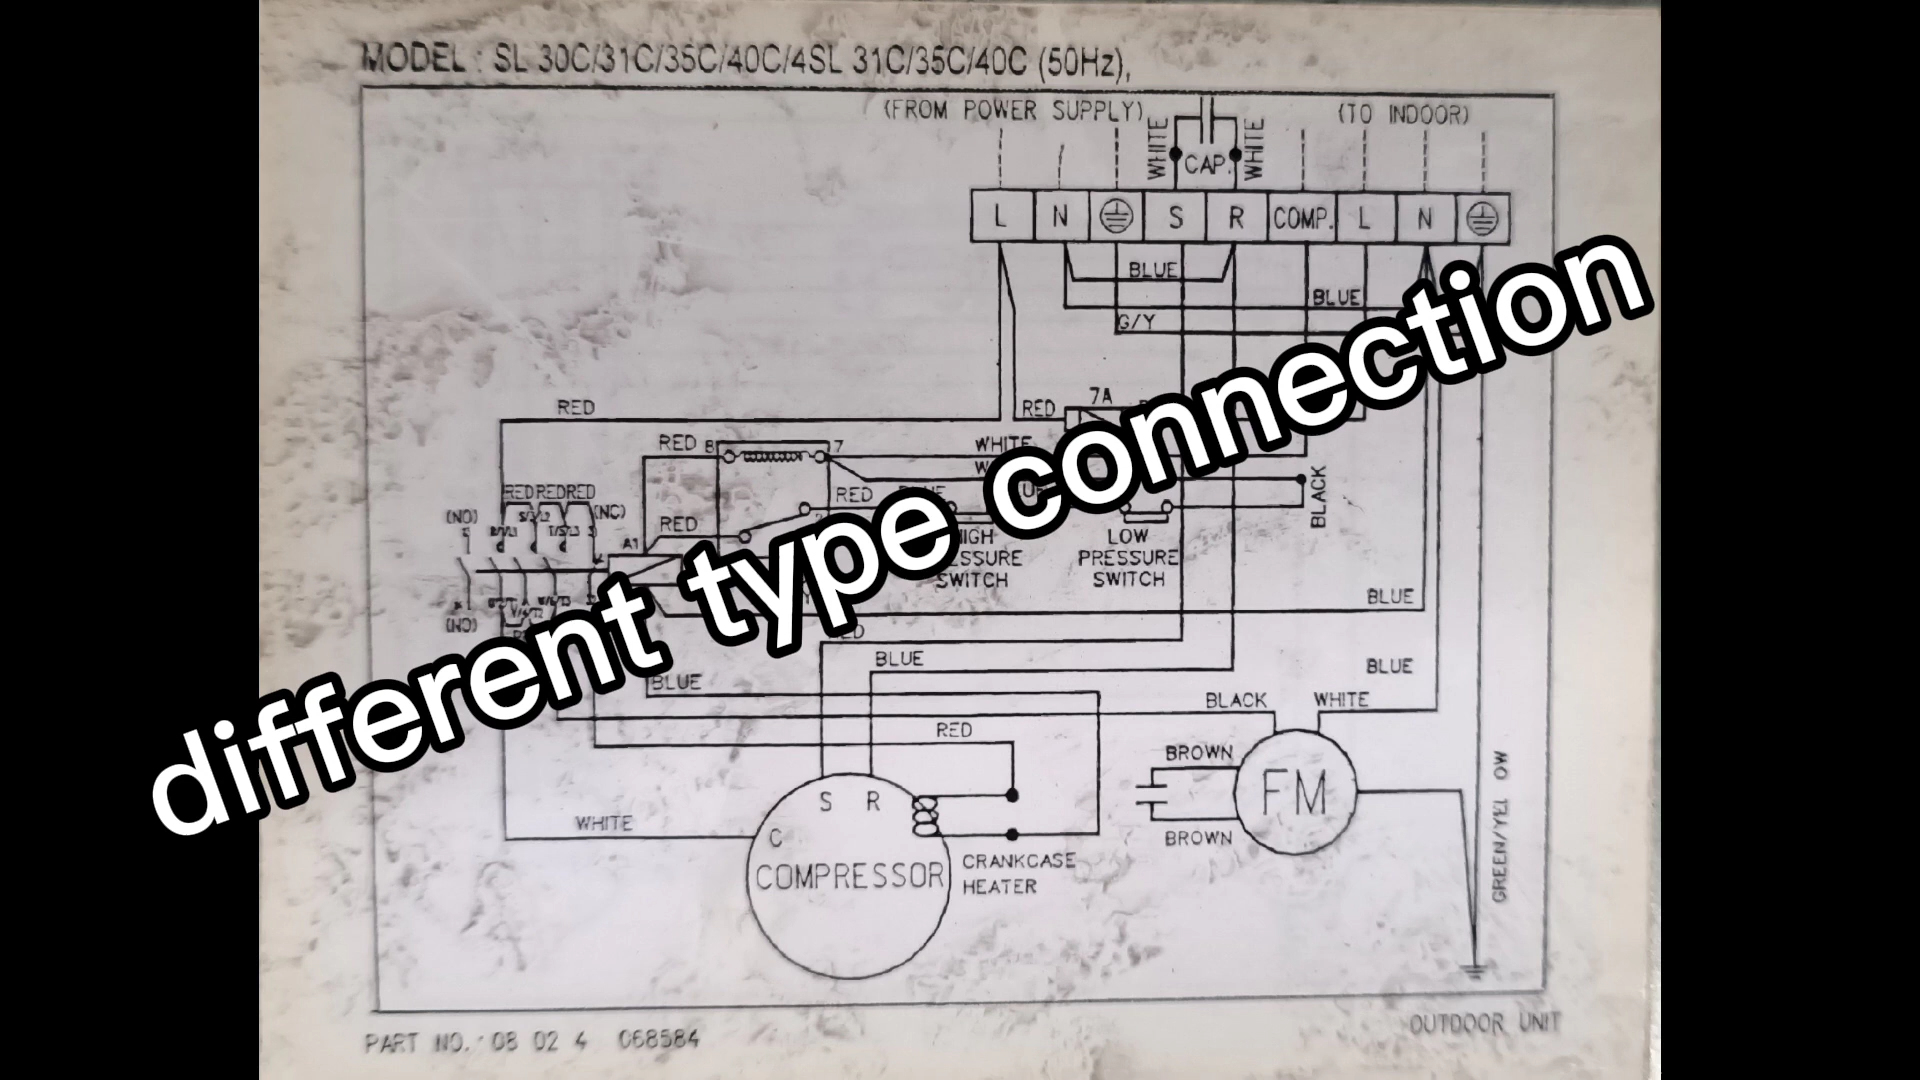 MODEL : SL 30C/31C/35C/40C/4SL 31C/35C/40C (50Hz),
(FROM POWER SUPPLY)
(TO INDOOR)
WHITE
CAP.
WHITE
L N S R COMP. L N
BLUE
BLUE
G/Y
RED
RED
7A
RED 8
7
WHITE
RED
BLACK
RED RED RED
(NO)
(NC)
RED
A1
LOW
PRESSURE
SWITCH
SWITCH
(NO)
BLUE
different type connection
BLUE
BLUE
BLUE
BLACK
WHITE
RED
BROWN
FM
BROWN
S R
WHITE
C
COMPRESSOR
CRANKCASE
HEATER
GREEN/YEL OW
OUTDOOR UNIT
PART NO. : 08 02 4 068584